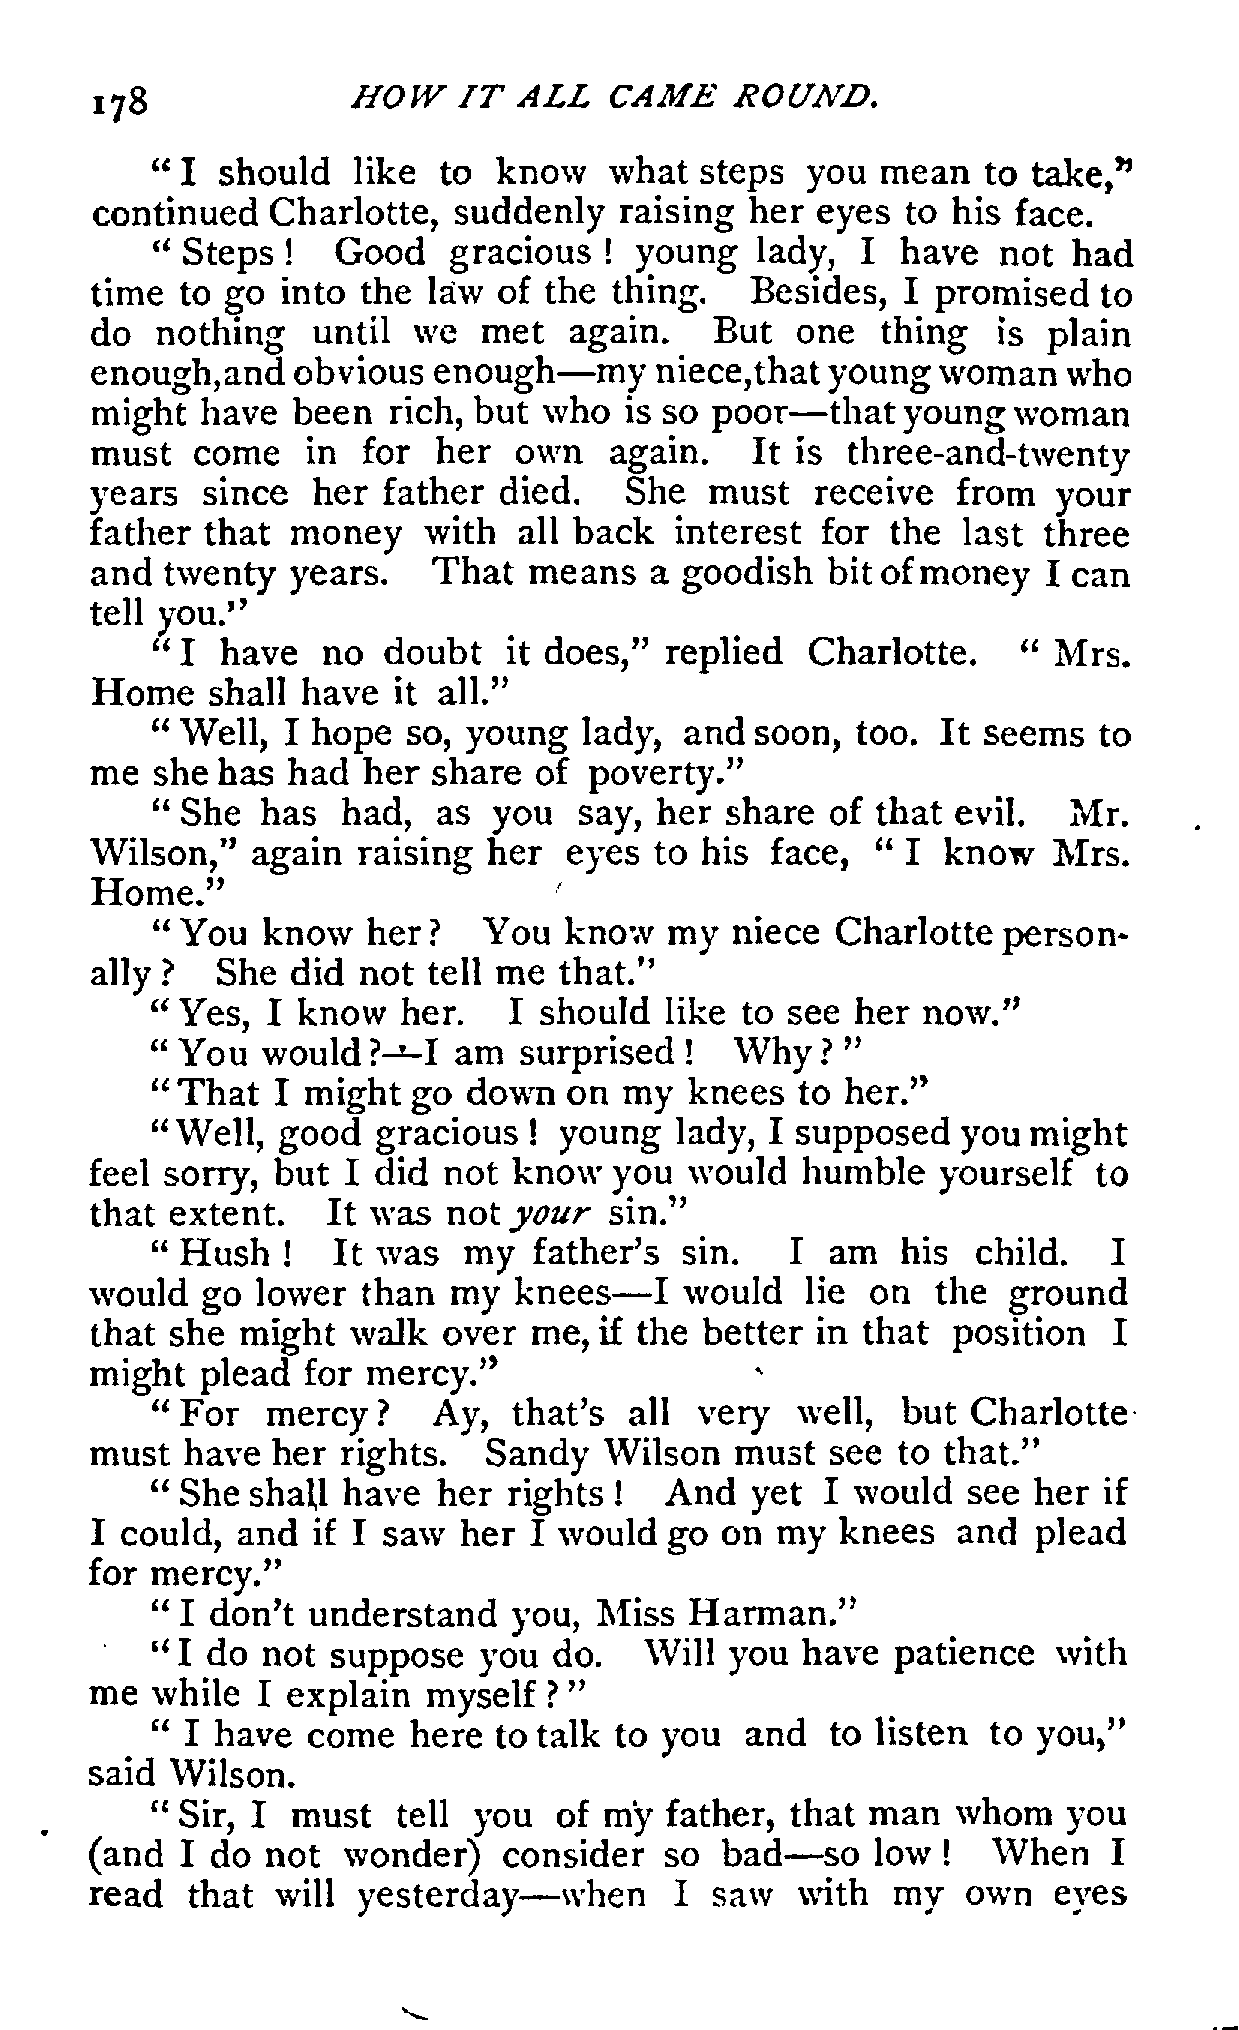 178 HOW IT ALL CAME ROUND.
“I should like to know what steps you mean to take,”
continued Charlotte, suddenly raising her eyes to his face.
“Steps! Good gracious! young lady, I have not had
time to go into the law of the thing. Besides, I promised to
do nothing until we met again. But one thing is plain
enough,and obvious enough—my niece,that young woman who
might have been rich, but who is so poor—that young woman
must come in for her own again. It is three-and-twenty
years since her father died. She must receive from your
father that money with all back interest for the last three
and twenty years. That means a goodish bit of money I can
tell you.”
“I have no doubt it does,” replied Charlotte. “Mrs.
Home shall have it all.”
“Well, I hope so, young lady, and soon, too. It seems to
me she has had her share of poverty.”
“She has had, as you say, her share of that evil. Mr.
Wilson,” again raising her eyes to his face, “I know Mrs.
Home.”
“You know her? You know my niece Charlotte person-
ally? She did not tell me that.”
“Yes, I know her. I should like to see her now.”
“You would?—I am surprised! Why?”
“That I might go down on my knees to her.”
“Well, good gracious! young lady, I supposed you might
feel sorry, but I did not know you would humble yourself to
that extent. It was not your sin.”
“Hush! It was my father's sin. I am his child. I
would go lower than my knees—I would lie on the ground
that she might walk over me, if the better in that position I
might plead for mercy.”
“For mercy? Ay, that's all very well, but Charlotte
must have her rights. Sandy Wilson must see to that.”
“She shall have her rights! And yet I would see her if
I could, and if I saw her I would go on my knees and plead
for mercy.”
“I don't understand you, Miss Harman.”
“I do not suppose you do. Will you have patience with
me while I explain myself?”
“I have come here to talk to you and to listen to you,”
said Wilson.
“Sir, I must tell you of my father, that man whom you
(and I do not wonder) consider so bad—so low! When I
read that will yesterday—when I saw with my own eyes